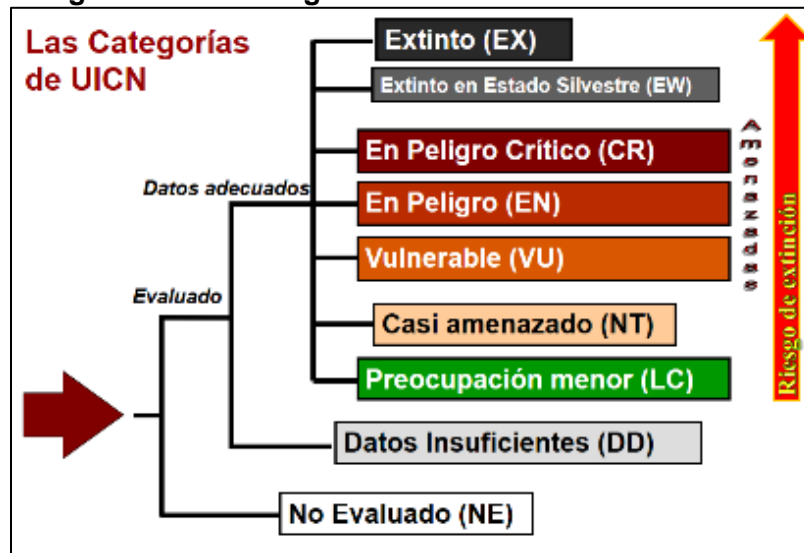 Las Categorías
de UICN
Extinto (EX)
Extinto en Estado Silvestre (EW)
En Peligro Crítico (CR)
Datos adecuados
En Peligro (EN)
Vulnerable (VU)
Evaluado
Casi amenazado (NT)
Preocupación menor (LC)
Datos Insuficientes (DD)
No Evaluado (NE)
Amenazadas
Riesgo de extinción